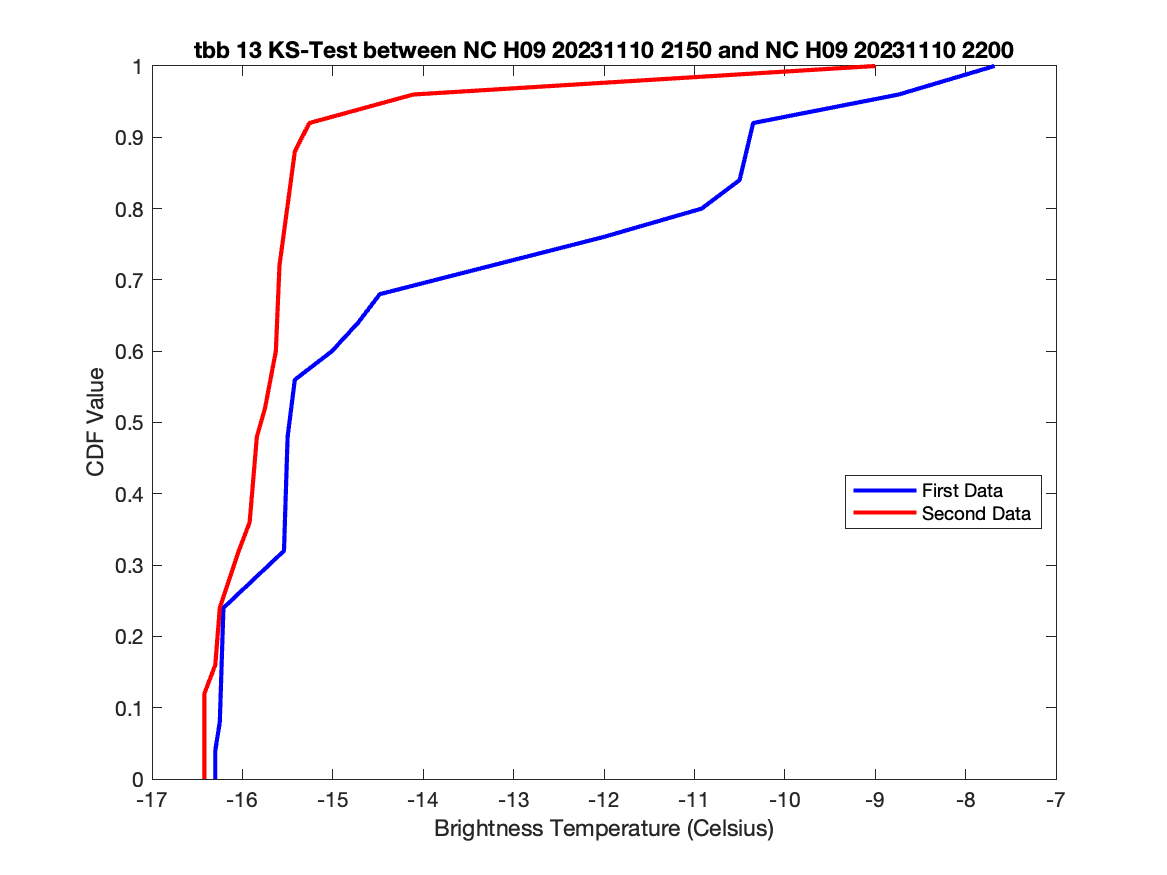 tbb 13 KS-Test between NC H09 20231110 2150 and NC H09 20231110 2200
1
0.9
0.8
0.7
0.6
0.5
0.4
0.3
0.2
0.1
0
CDF Value
First Data
Second Data
-17 -16 -15 -14 -13 -12 -11 -10 -9 -8 -7
Brightness Temperature (Celsius)